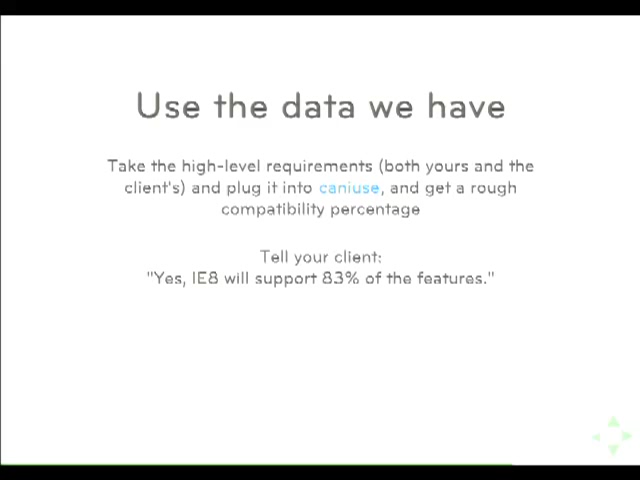 Use the data we have
Take the high-level requirements (both yours and the
client's) and plug it into caniuse, and get a rough
compatibility percentage
Tell your client:
"Yes, IE8 will support 83% of the features."